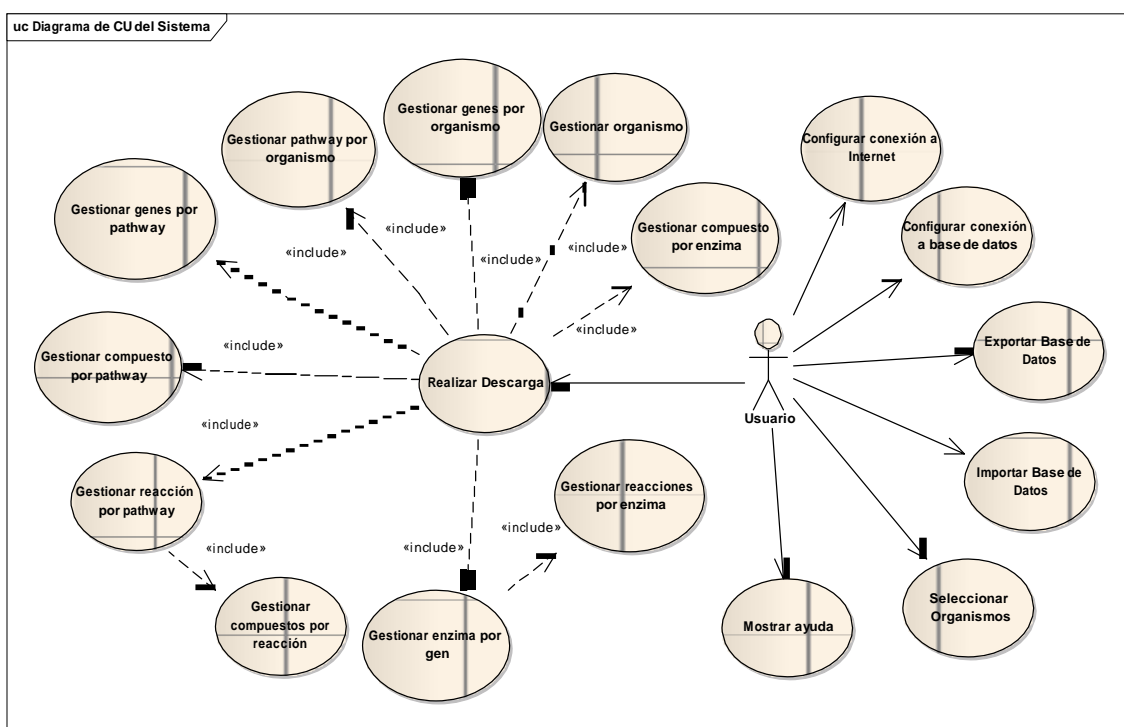 uc Diagrama de CU del Sistema
Gestionar genes por
organismo
Gestionar organismo
Gestionar pathway por
organismo
Configurar conexión a
Internet
Gestionar genes por
pathway
Gestionar compuesto
por enzima
Configurar conexión
a base de datos
«include»
«include»
«include»
«include»
«include»
«include»
Gestionar compuesto
por pathway
Realizar Descarga
Exportar Base de
Datos
Usuario
«include»
Gestionar reacción
por pathway
Gestionar reacciones
por enzima
Importar Base de
Datos
«include»
«include»
«include»
Gestionar
compuestos por
reacción
Gestionar enzima por
gen
Mostrar ayuda
Seleccionar
Organismos